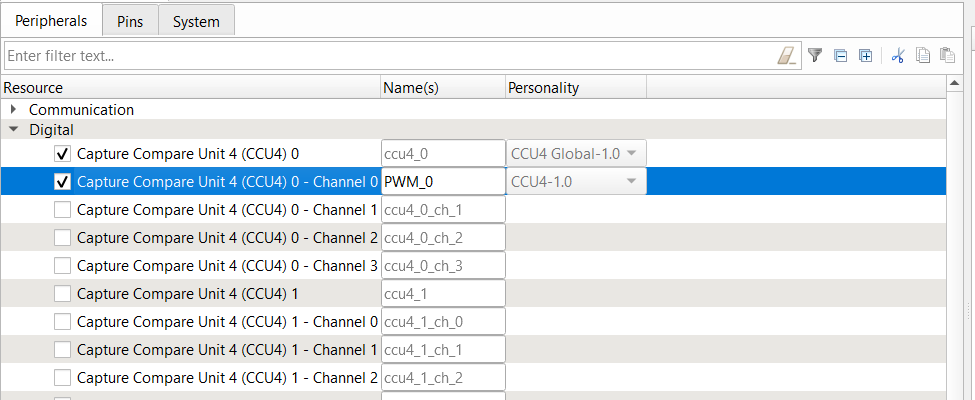 Peripherals Pins System
Enter filter text...
Resource Name(s) Personality
Communication
Digital
Capture Compare Unit 4 (CCU4) 0 ccu4_0 CCU4 Global-1.0
Capture Compare Unit 4 (CCU4) 0 - Channel 0 PWM_0 CCU4-1.0
Capture Compare Unit 4 (CCU4) 0 - Channel 1 ccu4_0_ch_1
Capture Compare Unit 4 (CCU4) 0 - Channel 2 ccu4_0_ch_2
Capture Compare Unit 4 (CCU4) 0 - Channel 3 ccu4_0_ch_3
Capture Compare Unit 4 (CCU4) 1 ccu4_1
Capture Compare Unit 4 (CCU4) 1 - Channel 0 ccu4_1_ch_0
Capture Compare Unit 4 (CCU4) 1 - Channel 1 ccu4_1_ch_1
Capture Compare Unit 4 (CCU4) 1 - Channel 2 ccu4_1_ch_2